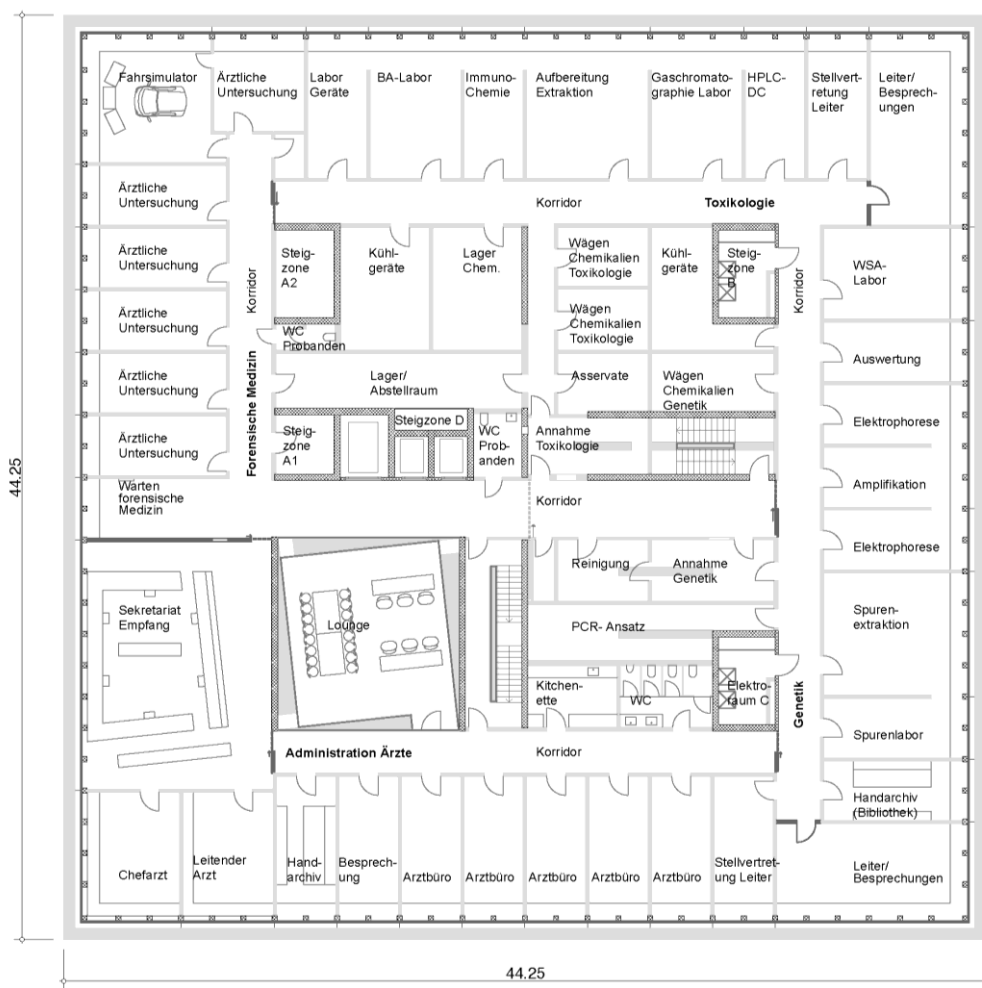 Fahrsimulator
Ärztliche
Untersuchung
Labor
Geräte
BA-Labor
Immuno-
Chemie
Aufbereitung
Extraktion
Gaschromato-
graphie Labor
HPLC-
DC
Stellvert-
retung
Leiter
Leiter/
Besprech-
ungen
Ärztliche
Untersuchung
Korridor
Toxikologie
Ärztliche
Untersuchung
Korridor
Steig-
zone
A2
Kühl-
geräte
Lager
Chem.
Wägen
Chemikalien
Toxikologie
Kühl-
geräte
Steig-
zone
B
Korridor
WSA-
Labor
Ärztliche
Untersuchung
WC
Probanden
Wägen
Chemikalien
Toxikologie
Auswertung
Ärztliche
Untersuchung
Forensische Medizin
Lager/
Abstellraum
Asservate
Wägen
Chemikalien
Genetik
Elektrophorese
Ärztliche
Untersuchung
Steig-
zone
A1
Steigzone D
WC
Prob-
anden
Annahme
Toxikologie
Amplifikation
Warten
forensische
Medizin
Korridor
44.25
Elektrophorese
Reinigung
Annahme
Genetik
Sekretariat
Empfang
Lounge
PCR- Ansatz
Spuren-
extraktion
Kitchen-
ette
WC
Elektro-
raum C
Genetik
Spurenlabor
Administration Ärzte
Korridor
Handarchiv
(Bibliothek)
Chefarzt
Leitender
Arzt
Hand-
archiv
Besprech-
ung
Arztbüro
Arztbüro
Arztbüro
Arztbüro
Arztbüro
Stellvertret-
ung Leiter
Leiter/
Besprechungen
44.25